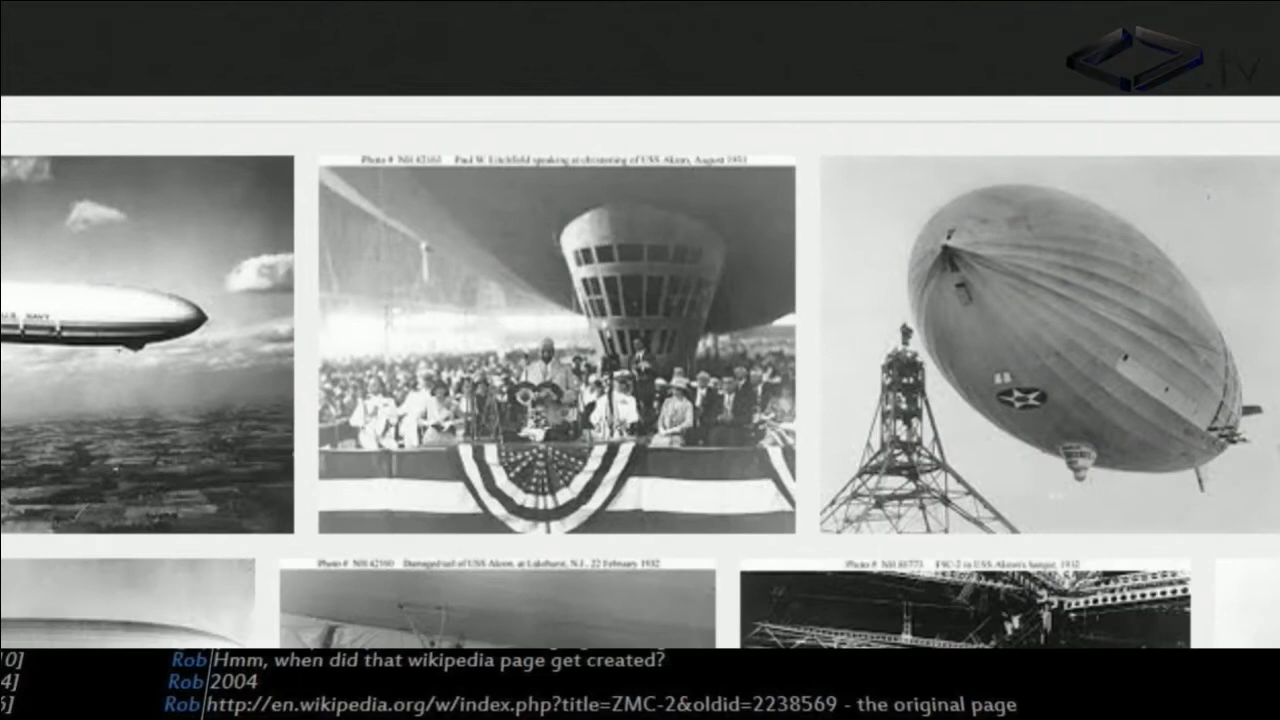 .tv
Photo # NH 42161 Paul W. Litchfield speaking at christening of USS Akron, August 1931
U.S. NAVY
Photo # NH 42160 Damaged tail of USS Akron, at Lakehurst, N.J., 22 February 1932
Photo # F9C-2 in USS Akron's hangar, 1932
0] Rob Hmm, when did that wikipedia page get created?
4] Rob 2004
6] Rob http://en.wikipedia.org/w/index.php?title=ZMC-2&oldid=2238569 - the original page